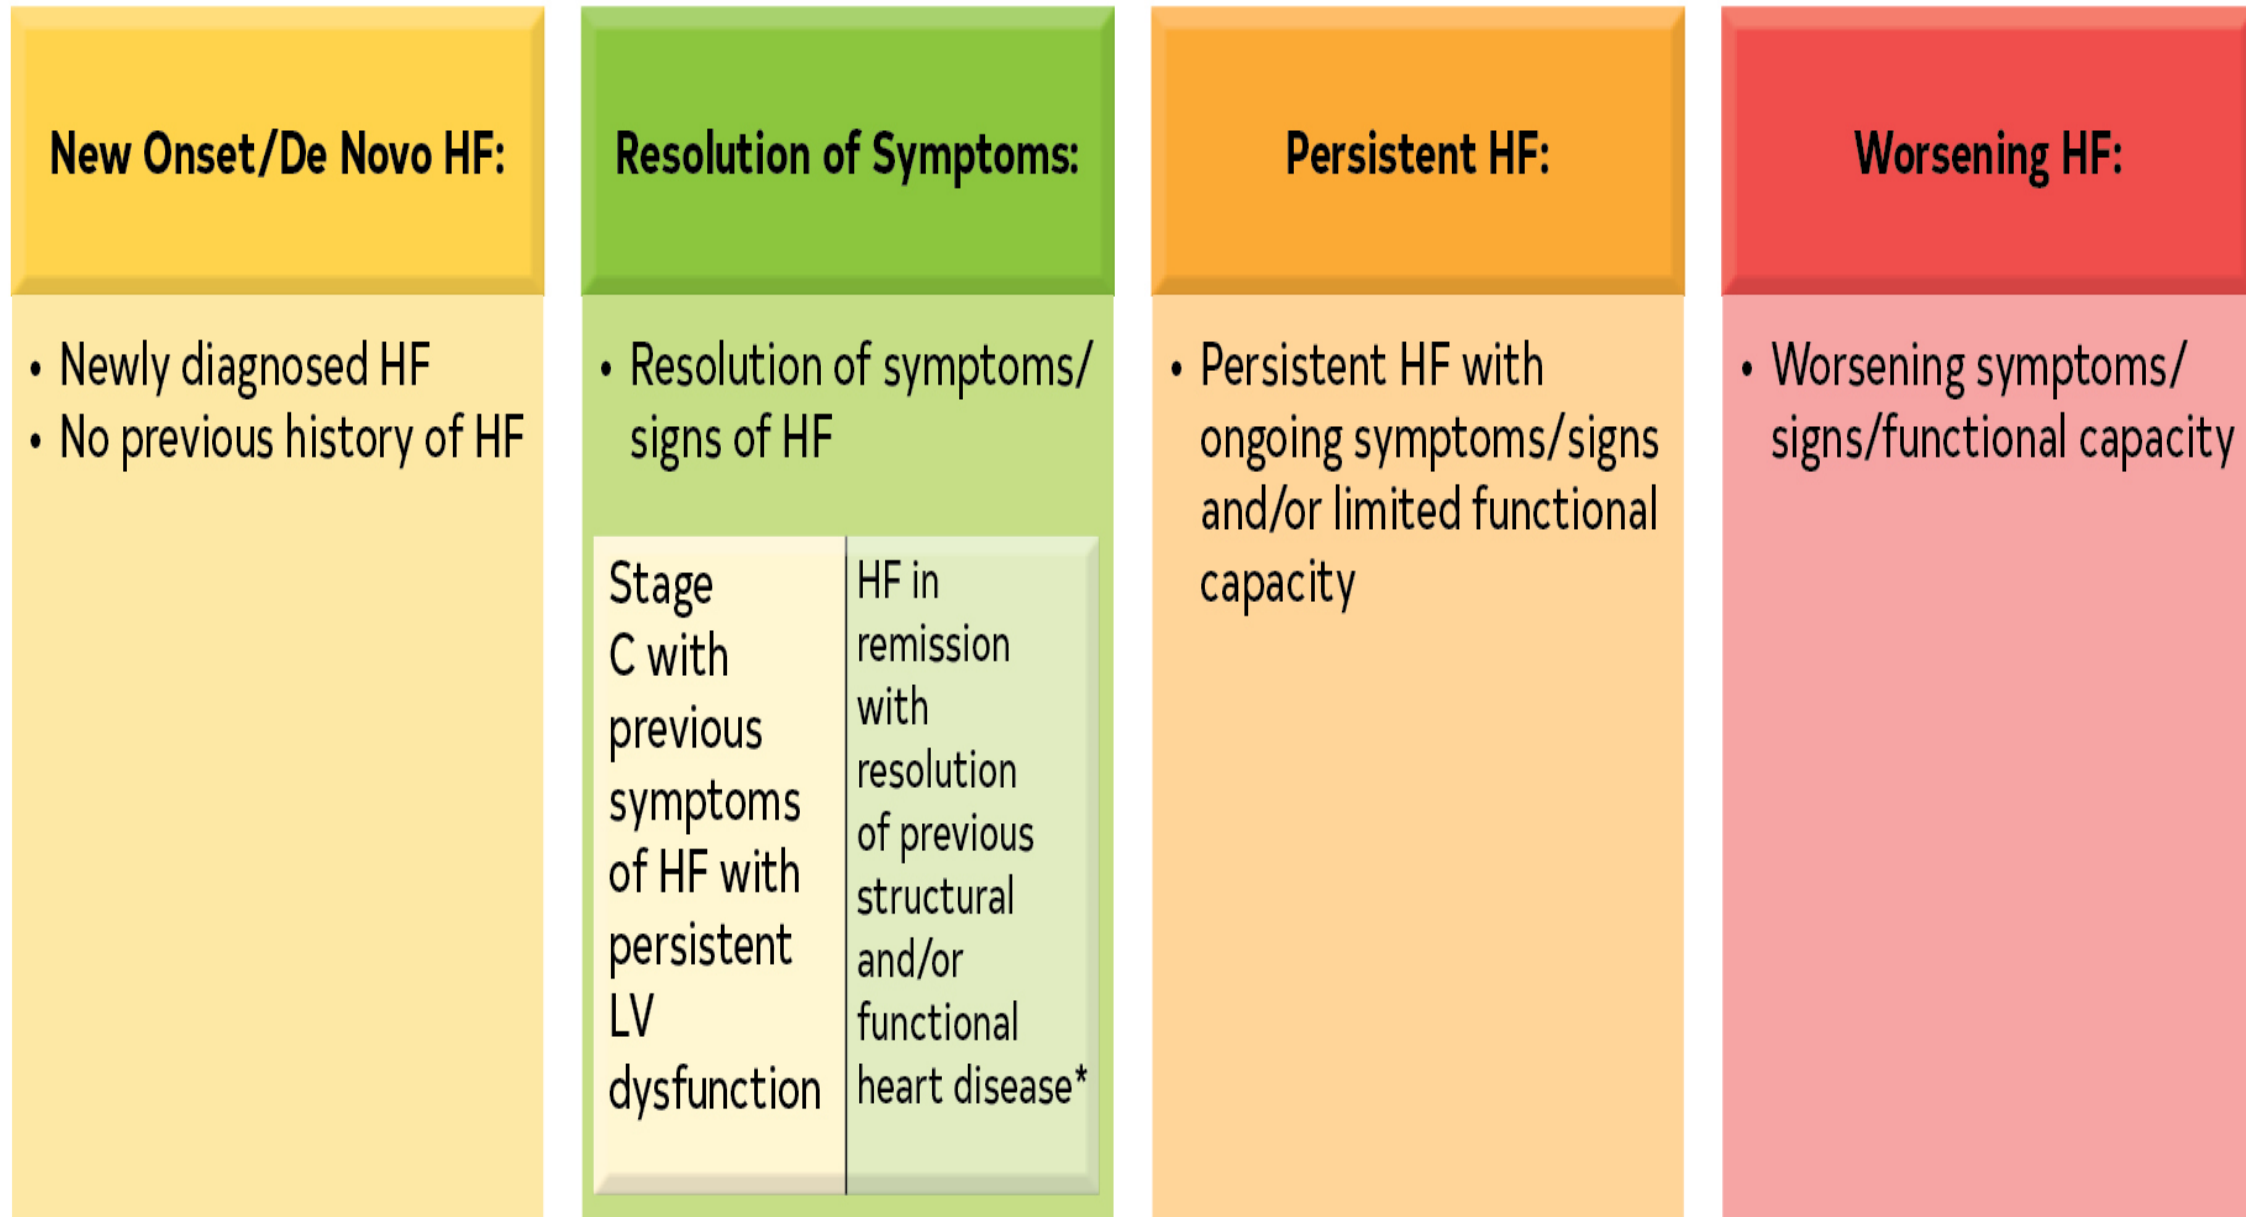 New Onset/De Novo HF:
• Newly diagnosed HF
• No previous history of HF
Resolution of Symptoms:
• Resolution of symptoms/
signs of HF
Stage
C with
previous
symptoms
of HF with
persistent
LV
dysfunction
HF in
remission
with
resolution
of previous
structural
and/or
functional
heart disease*
Persistent HF:
• Persistent HF with
ongoing symptoms/signs
and/or limited functional
capacity
Worsening HF:
• Worsening symptoms/
signs/functional capacity